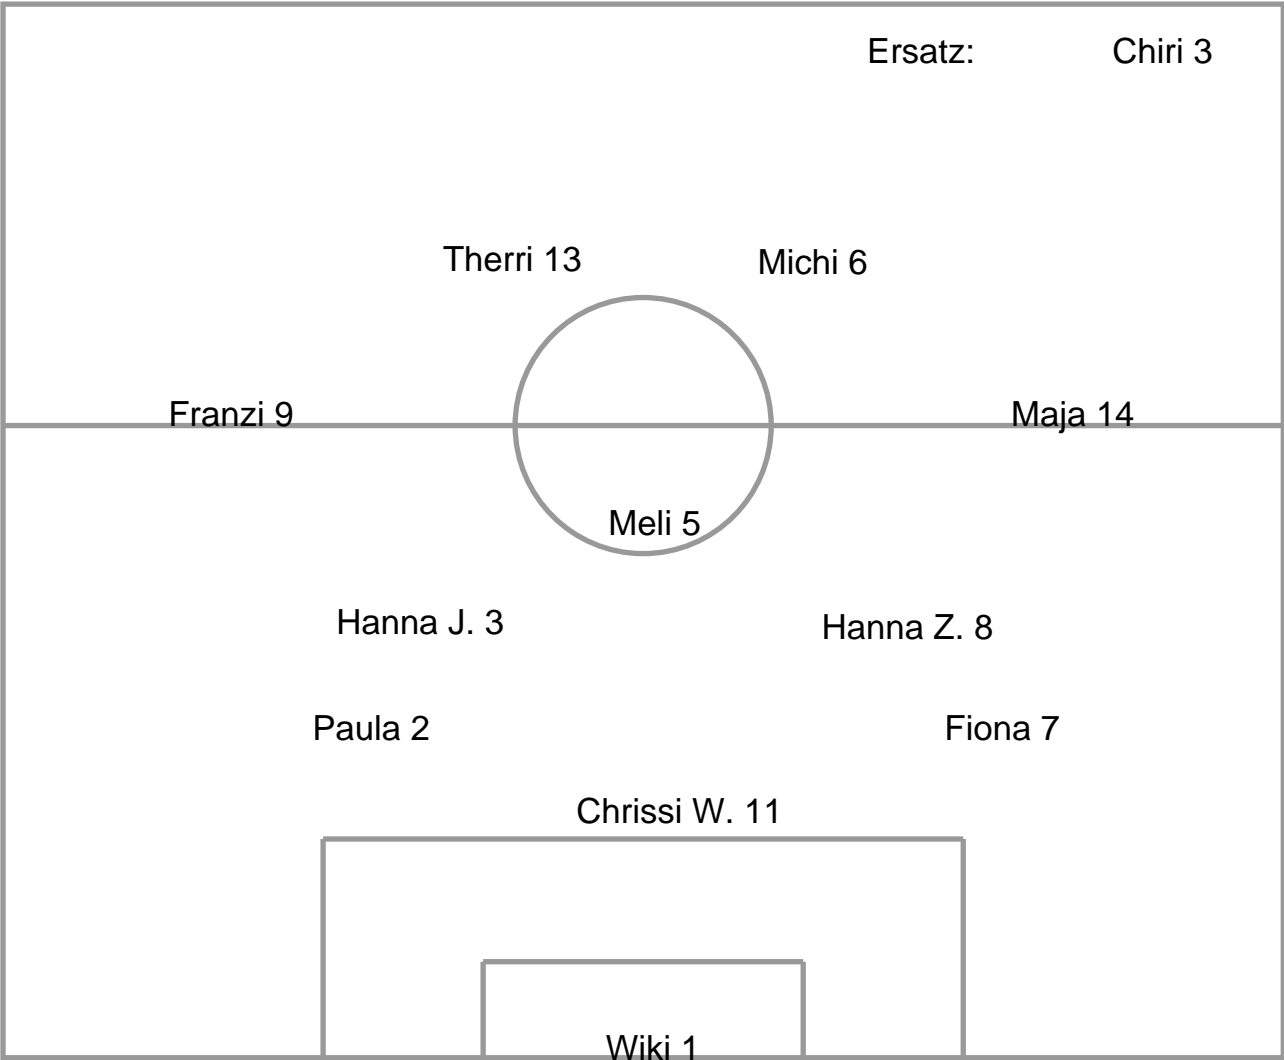 Ersatz: Chiri 3
Therri 13 Michi 6
Franzi 9 Maja 14
Meli 5
Hanna J. 3 Hanna Z. 8
Paula 2 Fiona 7
Chrissi W. 11
Wiki 1